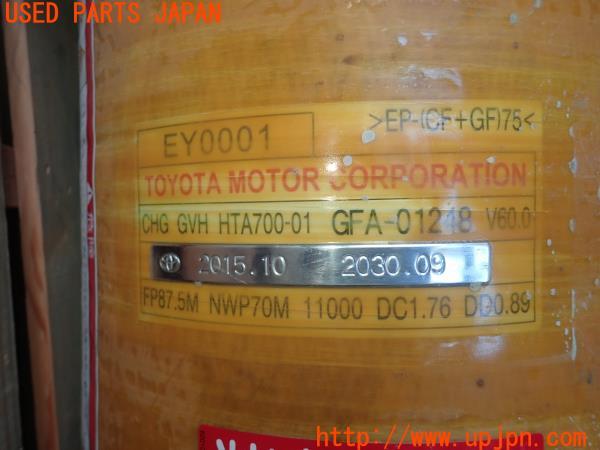 USED PARTS JAPAN
>EP-(CF+GF)75<
EY0001
TOYOTA MOTOR CORPORATION
CHG GVH HTA700-01 GFA-01248 V60.0
2015.10 2030.09
FP87.5M NWP70M 11000 DC1.76 DD0.89
http://www.upjpn.com